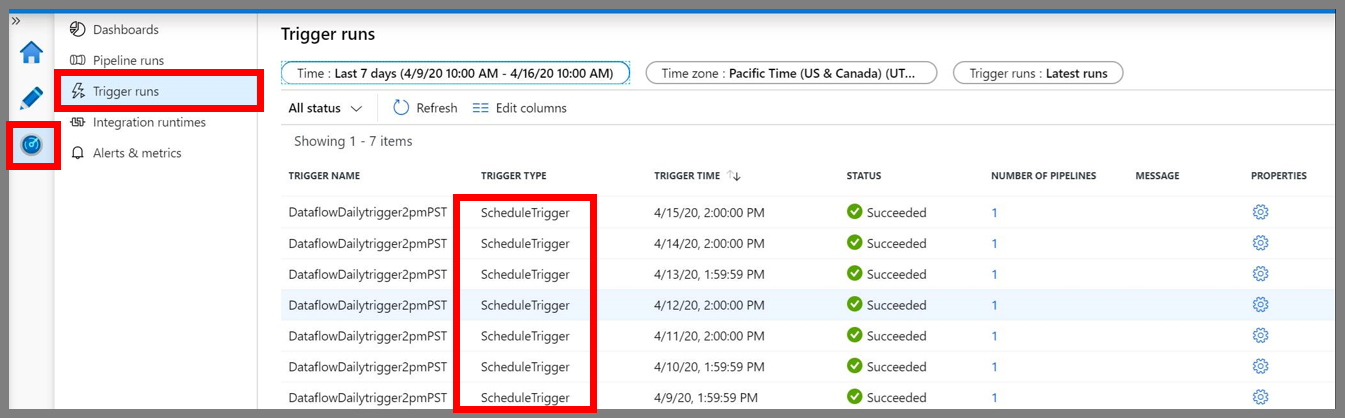 »
Dashboards
Pipeline runs
Trigger runs
Integration runtimes
Alerts & metrics
Trigger runs
Time : Last 7 days (4/9/20 10:00 AM - 4/16/20 10:00 AM) Time zone : Pacific Time (US & Canada) (UT... Trigger runs : Latest runs
All status Refresh Edit columns
Showing 1 - 7 items
TRIGGER NAME TRIGGER TYPE TRIGGER TIME ↑↓ STATUS NUMBER OF PIPELINES MESSAGE PROPERTIES
DataflowDailytrigger2pmPST ScheduleTrigger 4/15/20, 2:00:00 PM Succeeded 1
DataflowDailytrigger2pmPST ScheduleTrigger 4/14/20, 2:00:00 PM Succeeded 1
DataflowDailytrigger2pmPST ScheduleTrigger 4/13/20, 1:59:59 PM Succeeded 1
DataflowDailytrigger2pmPST ScheduleTrigger 4/12/20, 2:00:00 PM Succeeded 1
DataflowDailytrigger2pmPST ScheduleTrigger 4/11/20, 2:00:00 PM Succeeded 1
DataflowDailytrigger2pmPST ScheduleTrigger 4/10/20, 1:59:59 PM Succeeded 1
DataflowDailytrigger2pmPST ScheduleTrigger 4/9/20, 1:59:59 PM Succeeded 1